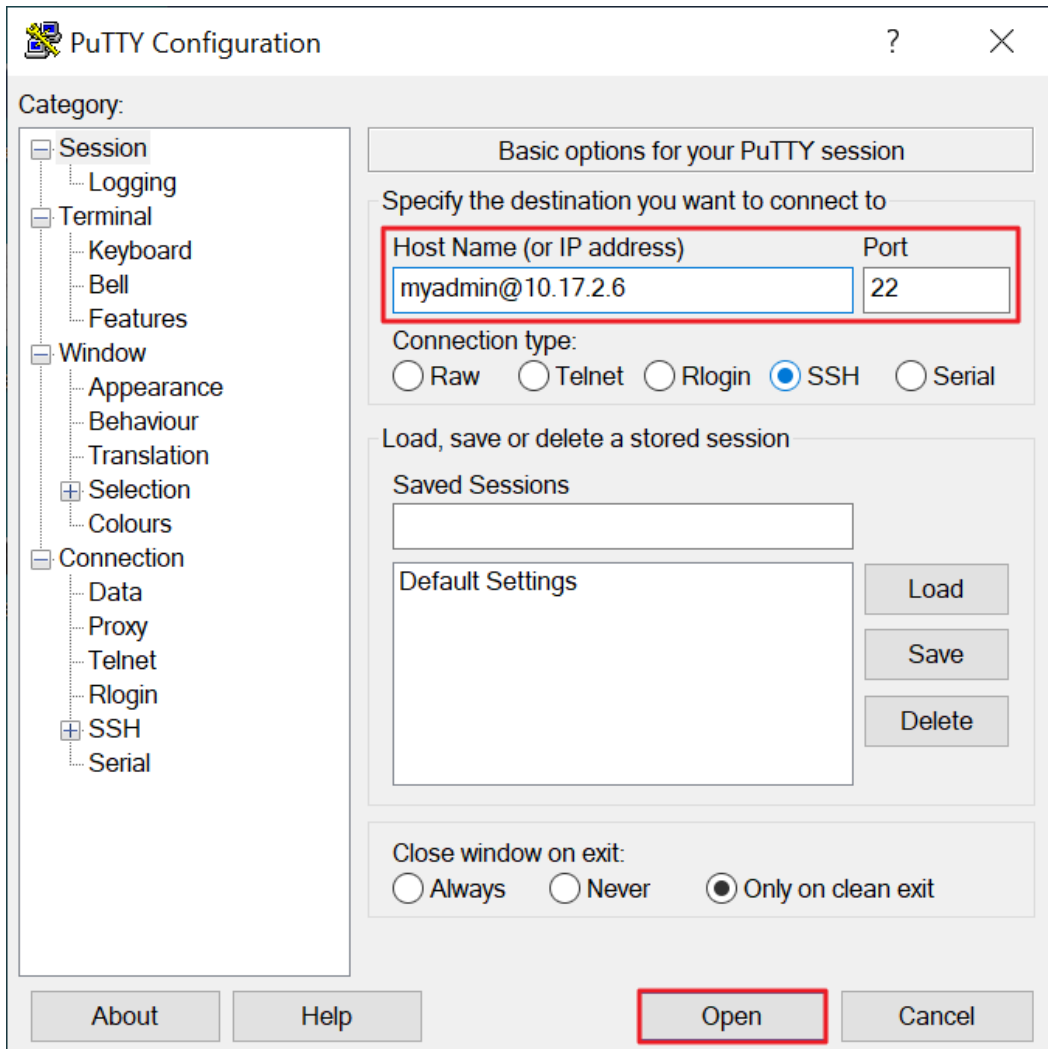 PuTTY Configuration
?
Category:
Session
Logging
Terminal
Keyboard
Bell
Features
Window
Appearance
Behaviour
Translation
Selection
Colours
Connection
Data
Proxy
Telnet
Rlogin
SSH
Serial
Basic options for your PuTTY session
Specify the destination you want to connect to
Host Name (or IP address) Port
myadmin@10.17.2.6 22
Connection type:
Raw Telnet Rlogin SSH Serial
Load, save or delete a stored session
Saved Sessions
Default Settings
Load
Save
Delete
Close window on exit:
Always Never Only on clean exit
About Help Open Cancel